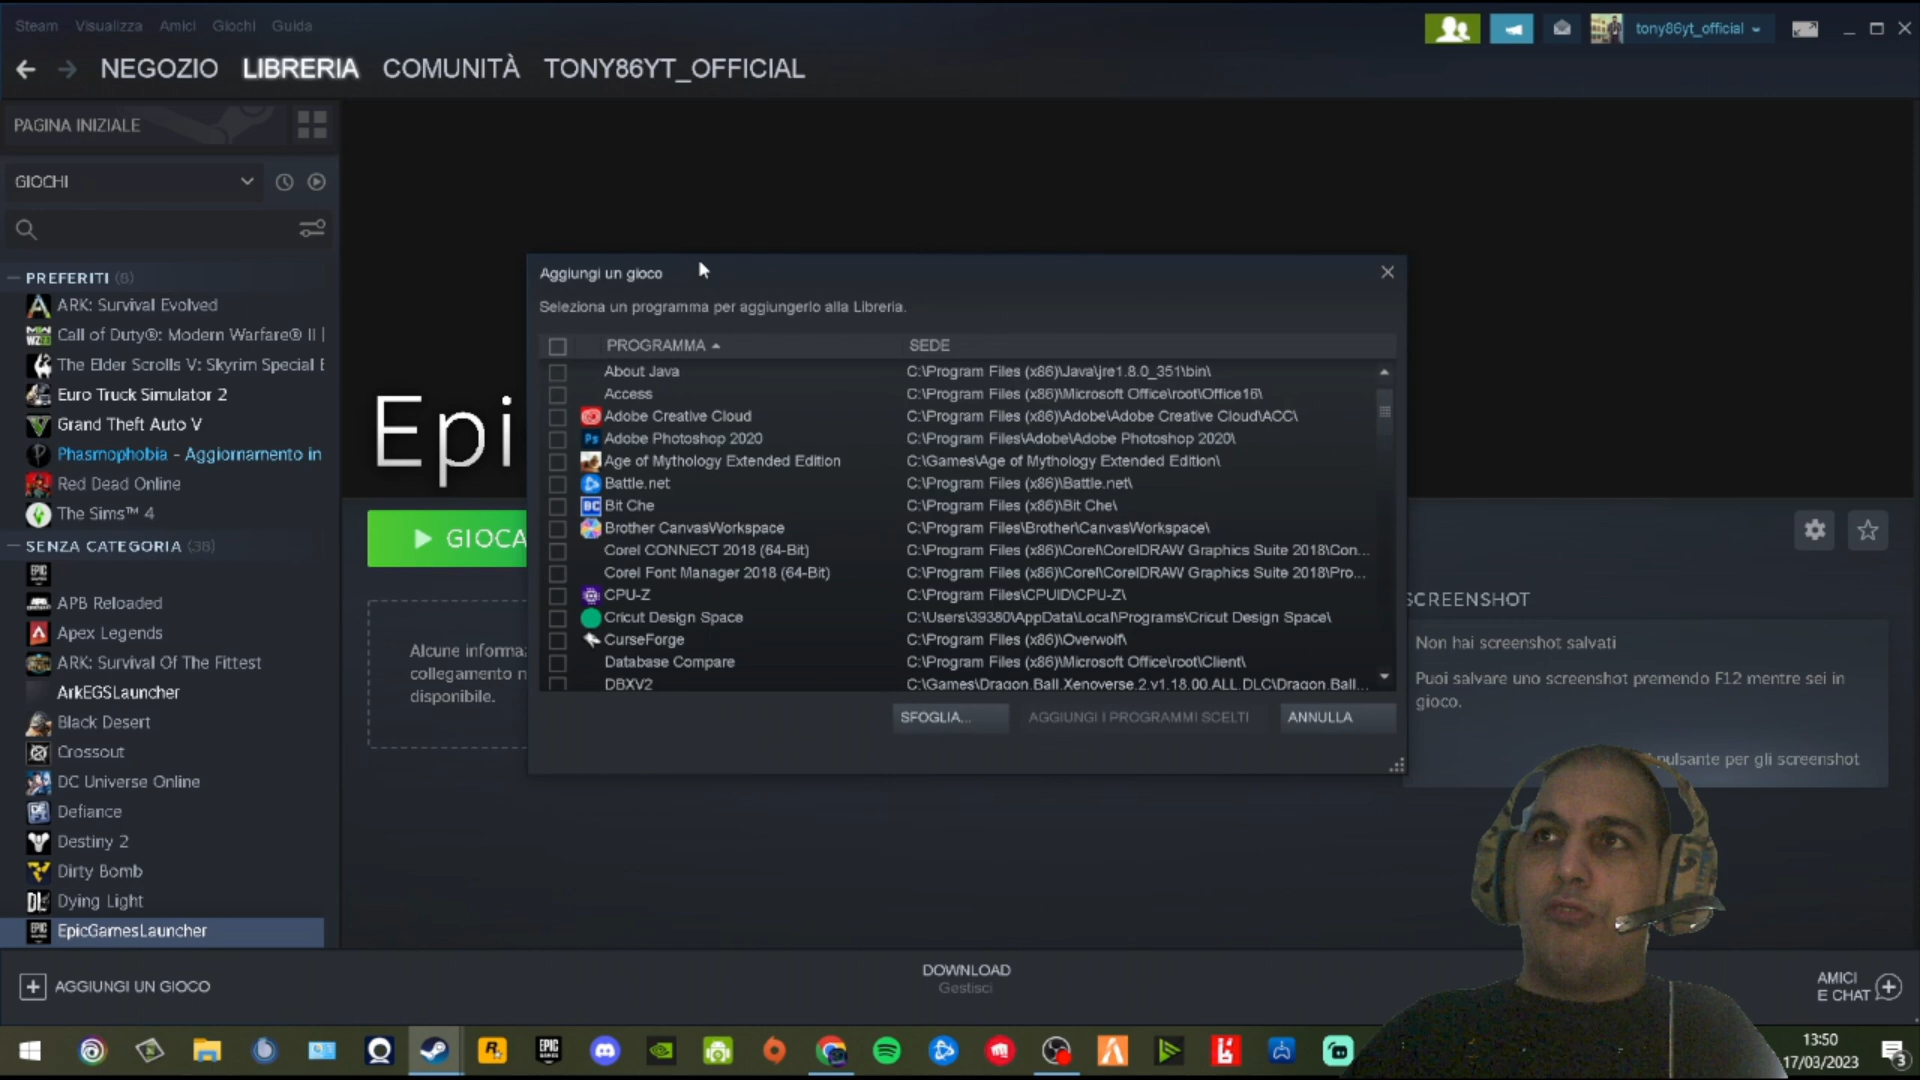 Steam Visualizza Amici Giochi Guida
tony86yt_official
NEGOZIO LIBRERIA COMUNITÀ TONY86YT_OFFICIAL
PAGINA INIZIALE
GIOCHI
PREFERITI (8)
ARK: Survival Evolved
Call of Duty®: Modern Warfare® II |
The Elder Scrolls V: Skyrim Special E
Euro Truck Simulator 2
Grand Theft Auto V
Phasmophobia - Aggiornamento in
Red Dead Online
The Sims™ 4
SENZA CATEGORIA (36)
APB Reloaded
Apex Legends
ARK: Survival Of The Fittest
ArkEGSLauncher
Black Desert
Crossout
DC Universe Online
Defiance
Destiny 2
Dirty Bomb
Dying Light
EpicGamesLauncher
AGGIUNGI UN GIOCO
Epi
GIOCA
Alcune informa
collegamento n
disponibile.
Aggiungi un gioco
Seleziona un programma per aggiungerlo alla Libreria.
PROGRAMMA SEDE
About Java C:\Program Files (x86)\Java\jre1.8.0_351\bin\
Access C:\Program Files (x86)\Microsoft Office\root\Office16\
Adobe Creative Cloud C:\Program Files (x86)\Adobe\Adobe Creative Cloud\ACC\
Adobe Photoshop 2020 C:\Program Files\Adobe\Adobe Photoshop 2020\
Age of Mythology Extended Edition C:\Games\Age of Mythology Extended Edition\
Battle.net C:\Program Files (x86)\Battle.net\
Bit Che C:\Program Files (x86)\Bit Che\
Brother CanvasWorkspace C:\Program Files\Brother\CanvasWorkspace\
Corel CONNECT 2018 (64-Bit) C:\Program Files (x86)\Corel\CorelDRAW Graphics Suite 2018\Con...
Corel Font Manager 2018 (64-Bit) C:\Program Files (x86)\Corel\CorelDRAW Graphics Suite 2018\Pro...
CPU-Z C:\Program Files\CPUID\CPU-Z\
Cricut Design Space C:\Users\39380\AppData\Local\Programs\Cricut Design Space\
CurseForge C:\Program Files (x86)\Overwolf\
Database Compare C:\Program Files (x86)\Microsoft Office\root\Client\
DBXV2 C:\Games\Dragon.Ball.Xenoverse.2.v1.18.00.ALL.DLC\Dragon.Ball...
SFOGLIA... AGGIUNGI I PROGRAMMI SCELTI ANNULLA
SCREENSHOT
Non hai screenshot salvati
Puoi salvare uno screenshot premendo F12 mentre sei in
gioco.
pulsante per gli screenshot
DOWNLOAD
Gestisci
AMICI
E CHAT
EPIC
13:50
17/03/2023
3